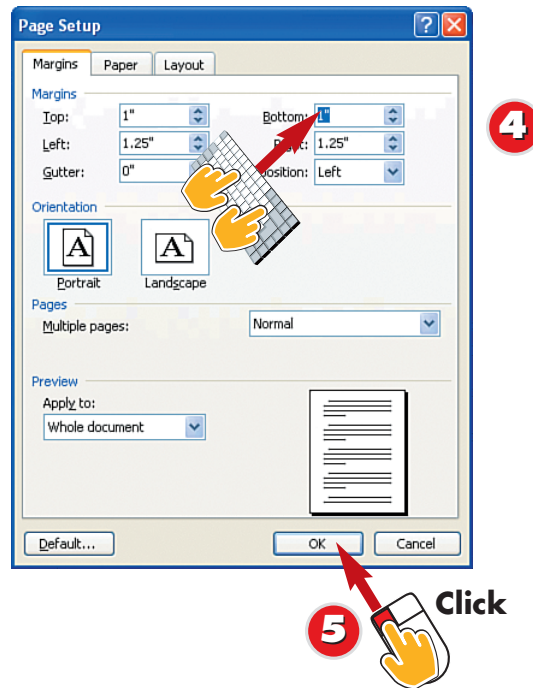 Page Setup
Margins Paper Layout
Margins
Top: 1" Bottom: 1"
4
Left: 1.25" 1.25"
Gutter: 0" Left
Orientation
A A
Portrait Landscape
Pages
Multiple pages: Normal
Preview
Apply to:
Whole document
Default... OK Cancel
Click
5